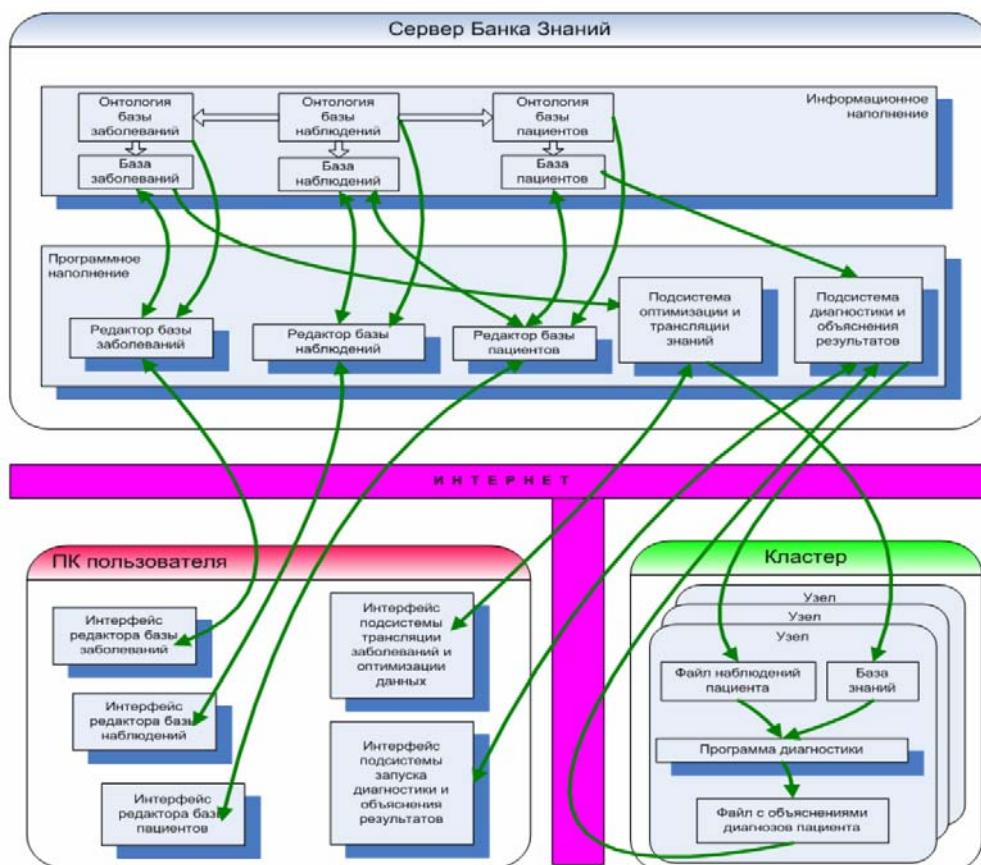 Сервер Банка Знаний
Информационное
наполнение
Онтология
базы
заболеваний
Онтология
базы
наблюдений
Онтология
базы
пациентов
База
заболеваний
База
наблюдений
База
пациентов
Программное
наполнение
Редактор базы
заболеваний
Редактор базы
наблюдений
Редактор базы
пациентов
Подсистема
оптимизации и
трансляции
знаний
Подсистема
диагностики и
объяснения
результатов
ИНТЕРНЕТ
ПК пользователя
Интерфейс
редактора базы
заболеваний
Интерфейс
редактора базы
наблюдений
Интерфейс
редактора базы
пациентов
Интерфейс
подсистемы
трансляции
заболеваний и
оптимизации
данных
Интерфейс
подсистемы
запуска
диагностики и
объяснения
результатов
Кластер
Узел
Узел
Узел
Файл наблюдений
пациента
База
знаний
Программа диагностики
Файл с объяснениями
диагнозов пациента